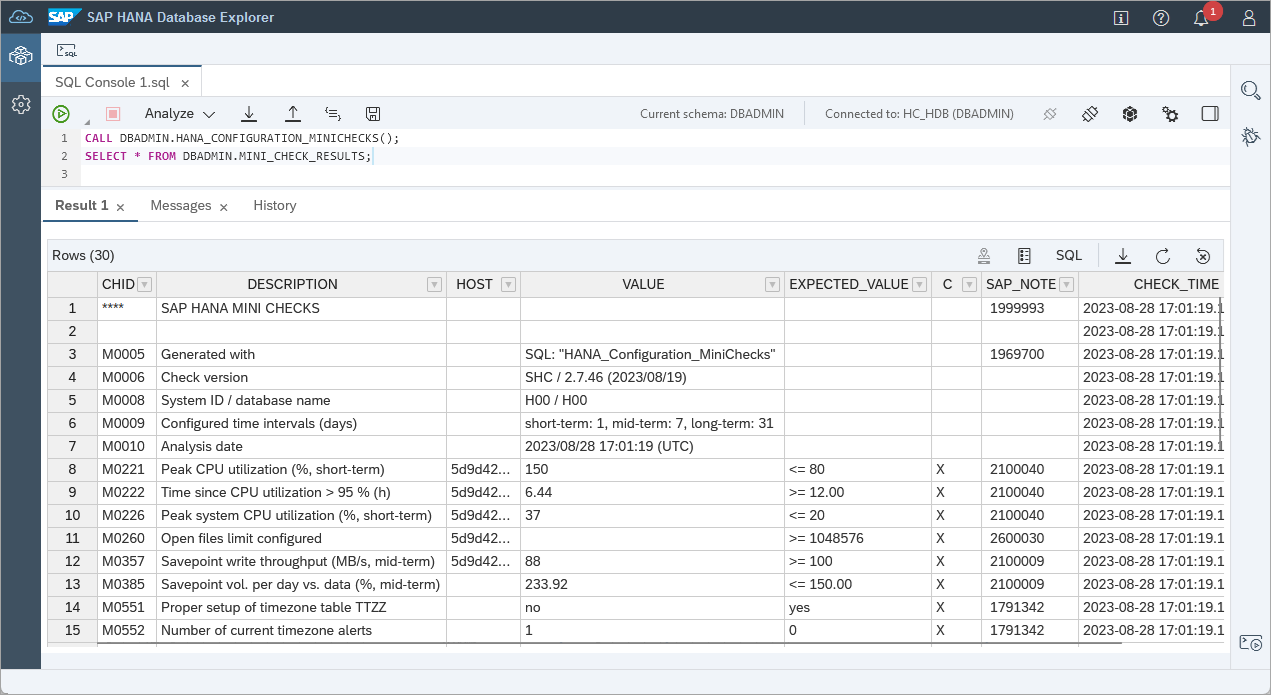 SAP SAP HANA Database Explorer 1
SQL
SQL Console 1.sql ×
Analyze Current schema: DBADMIN Connected to: HC_HDB (DBADMIN)
1 CALL DBADMIN.HANA_CONFIGURATION_MINICHECKS();
2 SELECT * FROM DBADMIN.MINI_CHECK_RESULTS;
3
Result 1 × Messages × History
Rows (30) SQL
CHID DESCRIPTION HOST VALUE EXPECTED_VALUE C SAP_NOTE CHECK_TIME
1 **** SAP HANA MINI CHECKS 1999993 2023-08-28 17:01:19.1
2 2023-08-28 17:01:19.1
3 M0005 Generated with SQL: "HANA_Configuration_MiniChecks" 1969700 2023-08-28 17:01:19.1
4 M0006 Check version SHC / 2.7.46 (2023/08/19) 2023-08-28 17:01:19.1
5 M0008 System ID / database name H00 / H00 2023-08-28 17:01:19.1
6 M0009 Configured time intervals (days) short-term: 1, mid-term: 7, long-term: 31 2023-08-28 17:01:19.1
7 M0010 Analysis date 2023/08/28 17:01:19 (UTC) 2023-08-28 17:01:19.1
8 M0221 Peak CPU utilization (%, short-term) 5d9d42... 150 <= 80 X 2100040 2023-08-28 17:01:19.1
9 M0222 Time since CPU utilization > 95 % (h) 5d9d42... 6.44 >= 12.00 X 2100040 2023-08-28 17:01:19.1
10 M0226 Peak system CPU utilization (%, short-term) 5d9d42... 37 <= 20 X 2100040 2023-08-28 17:01:19.1
11 M0260 Open files limit configured 5d9d42... >= 1048576 X 2600030 2023-08-28 17:01:19.1
12 M0357 Savepoint write throughput (MB/s, mid-term) 5d9d42... 88 >= 100 X 2100009 2023-08-28 17:01:19.1
13 M0385 Savepoint vol. per day vs. data (%, mid-term) 233.92 <= 150.00 X 2100009 2023-08-28 17:01:19.1
14 M0551 Proper setup of timezone table TTZZ no yes X 1791342 2023-08-28 17:01:19.1
15 M0552 Number of current timezone alerts 1 0 X 1791342 2023-08-28 17:01:19.1